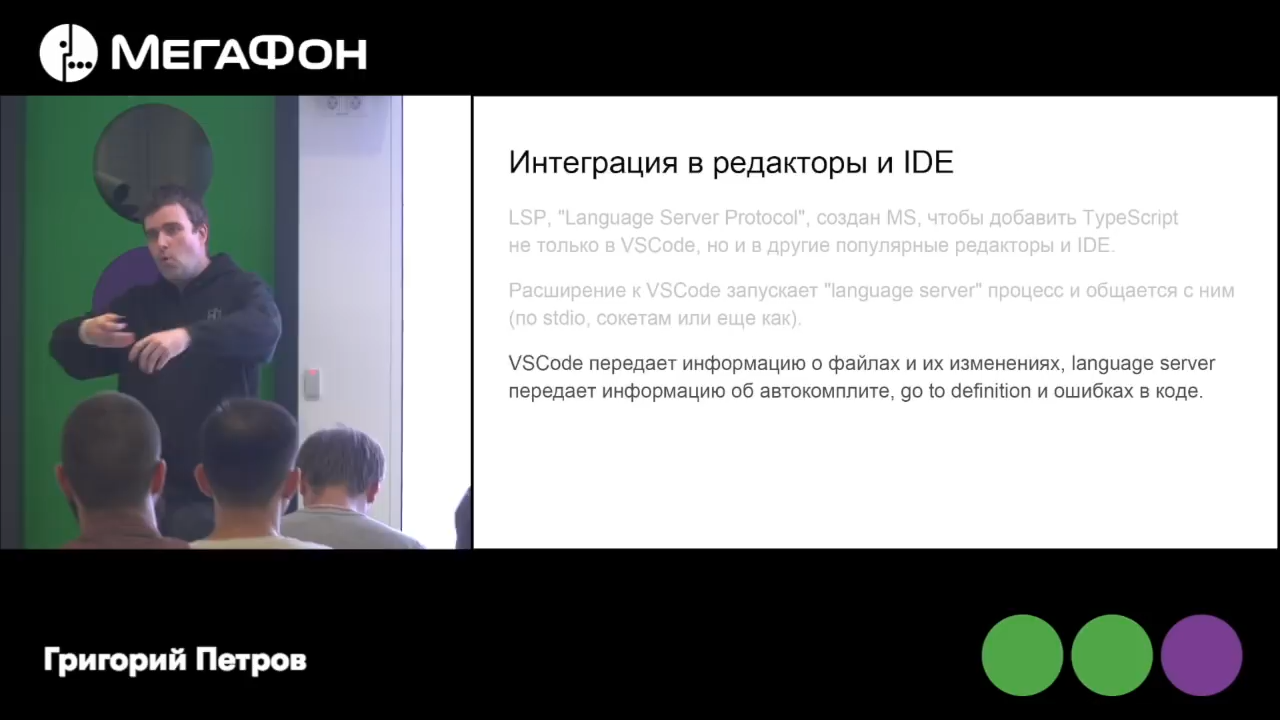 МегаФон
Интеграция в редакторы и IDE
LSP, "Language Server Protocol", создан MS, чтобы добавить TypeScript
не только в VSCode, но и в другие популярные редакторы и IDE.
Расширение к VSCode запускает "language server" процесс и общается с ним
(по stdio, сокетам или еще как).
VSCode передает информацию о файлах и их изменениях, language server
передает информацию об автокомплите, go to definition и ошибках в коде.
Григорий Петров